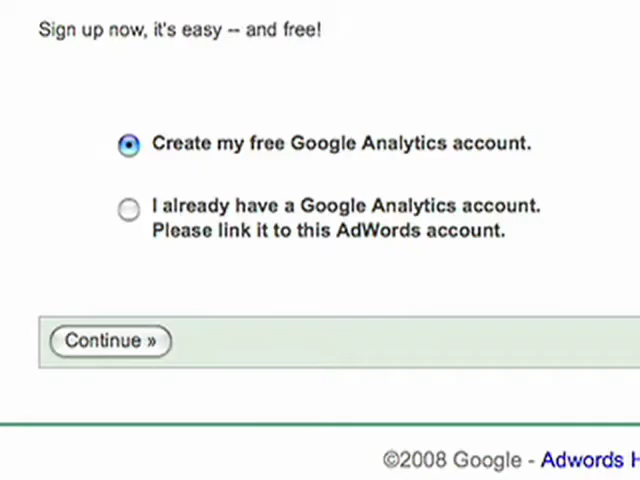 Sign up now, it's easy -- and free!
Create my free Google Analytics account.
I already have a Google Analytics account.
Please link it to this AdWords account.
Continue »
©2008 Google - Adwords H